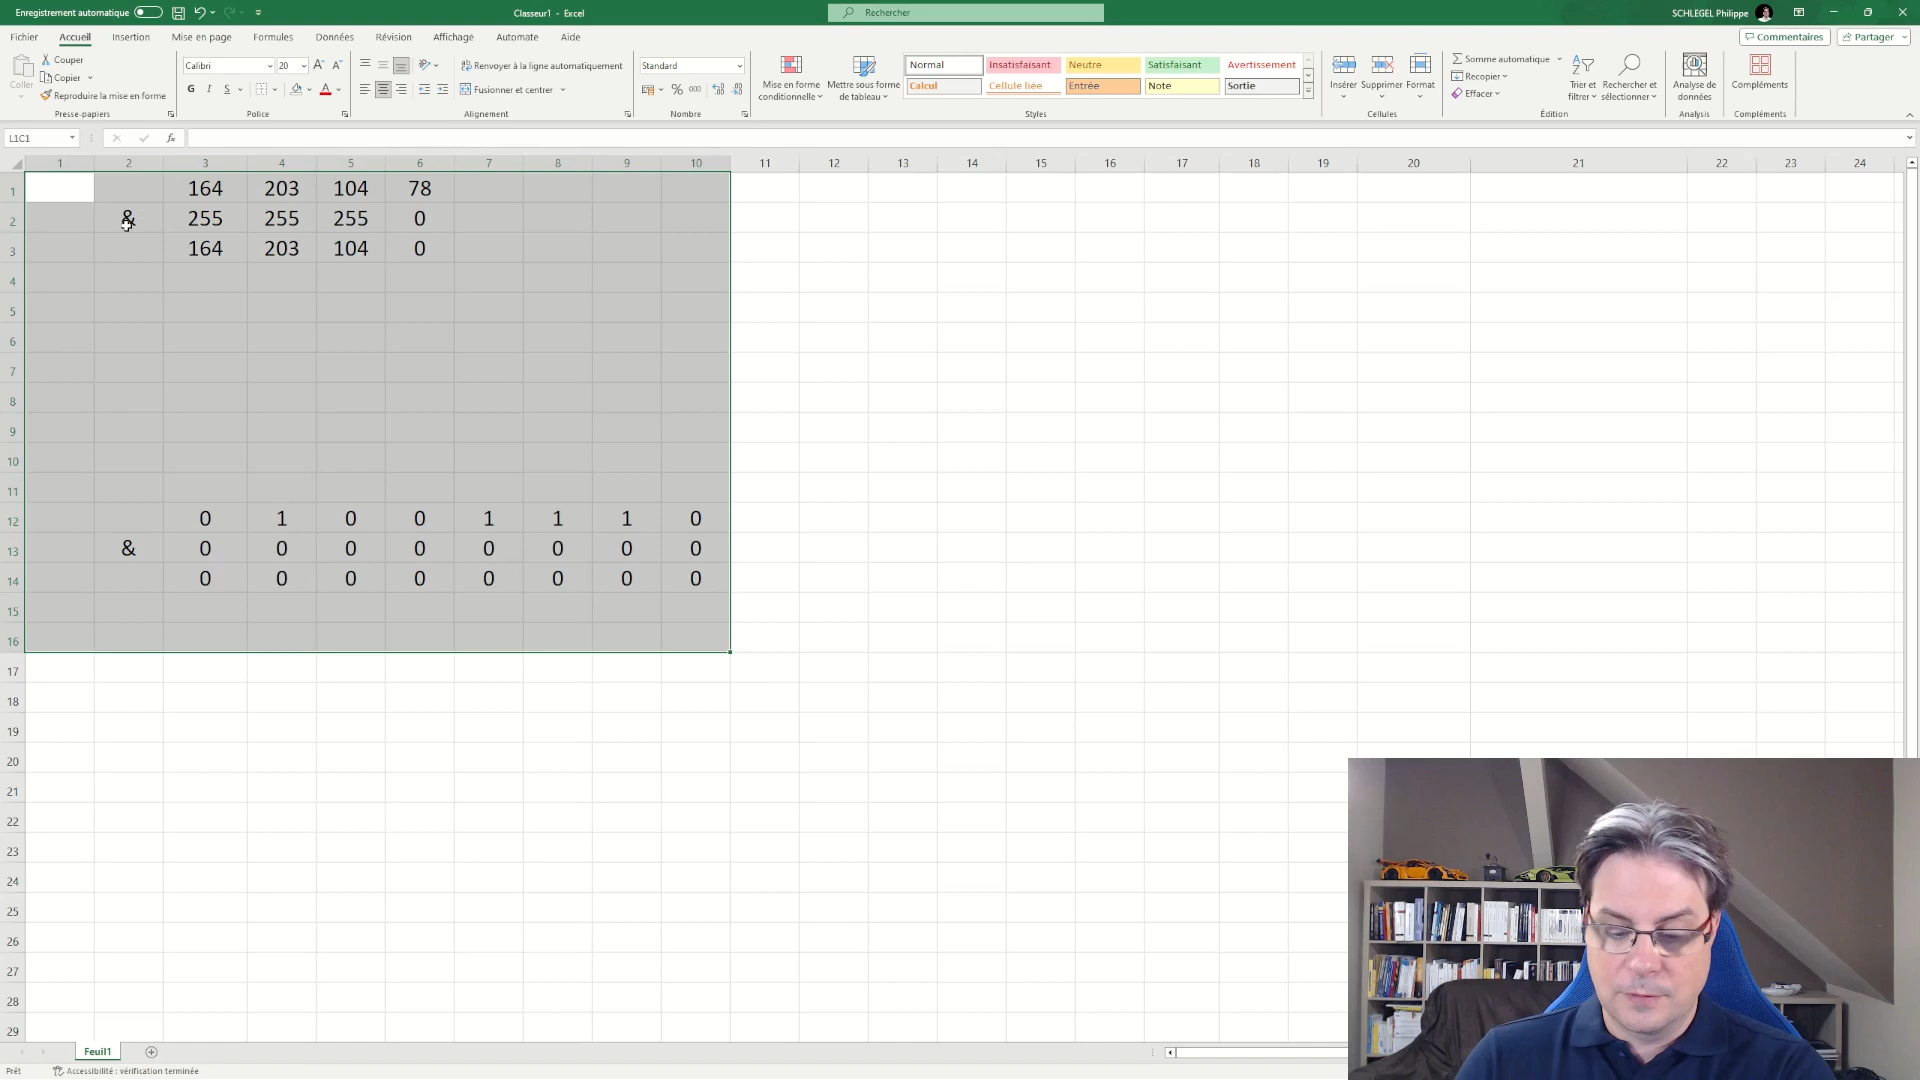 Enregistrement automatique
Classeur1 - Excel
Rechercher
SCHLEGEL Philippe
Fichier Accueil Insertion Mise en page Formules Données Révision Affichage Automate Aide
Commentaires Partager
Coller
Couper
Copier
Reproduire la mise en forme
Presse-papiers
Calibri 20
G I S
Police
Renvoyer à la ligne automatiquement
Fusionner et centrer
Alignement
Standard
% 000
Nombre
Mise en forme conditionnelle
Mettre sous forme de tableau
Normal Insatisfaisant Neutre Satisfaisant Avertissement
Calcul Cellule liée Entrée Note Sortie
Styles
Insérer Supprimer Format
Cellules
Somme automatique
Recopier
Effacer
Trier et filtrer
Rechercher et sélectionner
Édition
Analyse de données
Analysis
Compléments
Compléments
L1C1
fx
1 2 3 4 5 6 7 8 9 10 11 12 13 14 15 16 17 18 19 20 21 22 23 24
1 164 203 104 78
2 & 255 255 255 0
3 164 203 104 0
4
5
6
7
8
9
10
11
12 0 1 0 0 1 1 1 0
13 & 0 0 0 0 0 0 0 0
14 0 0 0 0 0 0 0 0
15
16
17
18
19
20
21
22
23
24
25
26
27
28
29
Feuil1
Prêt
Accessibilité : vérification terminée